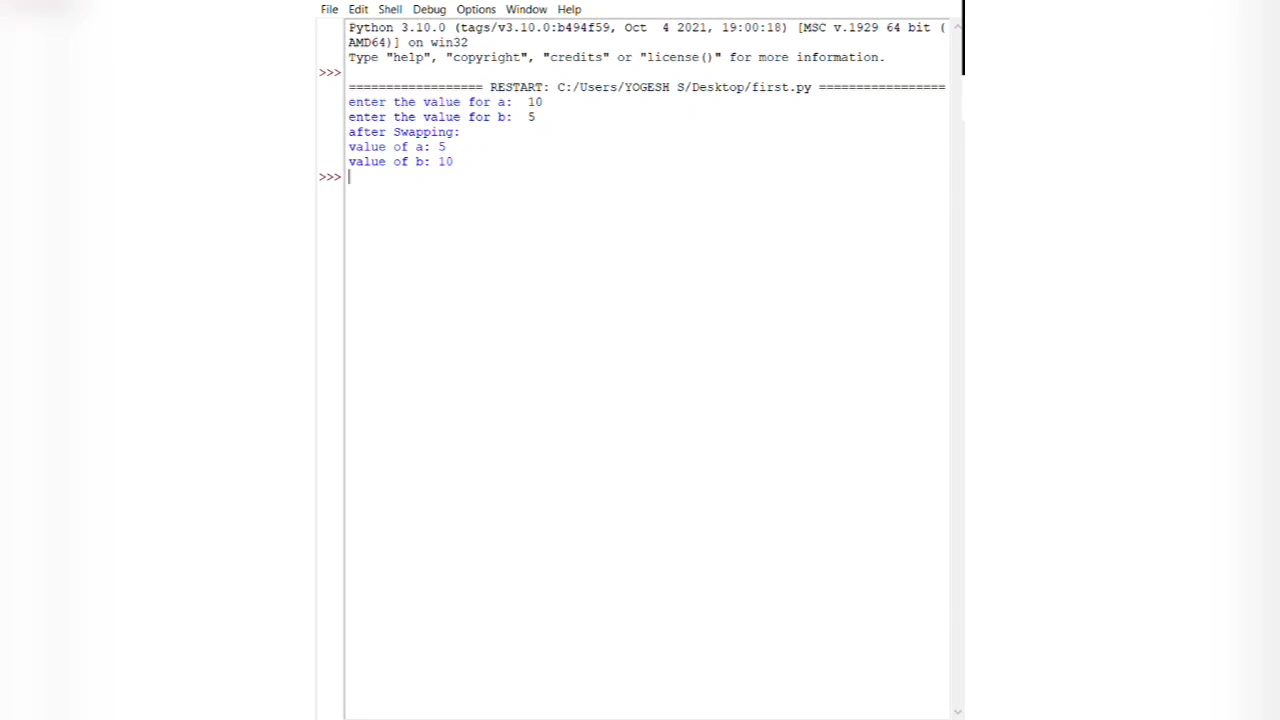 File Edit Shell Debug Options Window Help
Python 3.10.0 (tags/v3.10.0:b494f59, Oct  4 2021, 19:00:18) [MSC v.1929 64 bit (
AMD64)] on win32
Type "help", "copyright", "credits" or "license()" for more information.
>>>
================== RESTART: C:/Users/YOGESH S/Desktop/first.py =================
enter the value for a:  10
enter the value for b:  5
after Swapping:
value of a: 5
value of b: 10
>>>